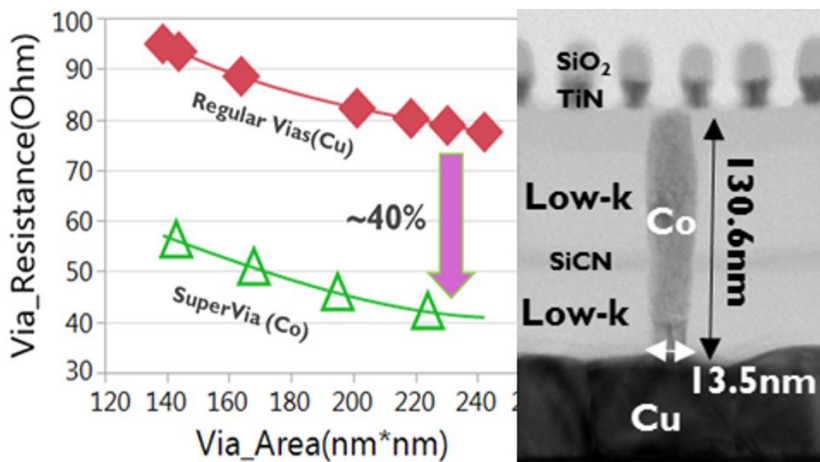 Via_Resistance(Ohm)
100
90
80
70
60
50
40
30
120
140
160
180
200
220
240
2
Via_Area(nm*nm)
Regular Vias(Cu)
~40%
SuperVia (Co)
SiO2
TiN
Low-k
Co
130.6nm
SiCN
Low-k
13.5nm
Cu